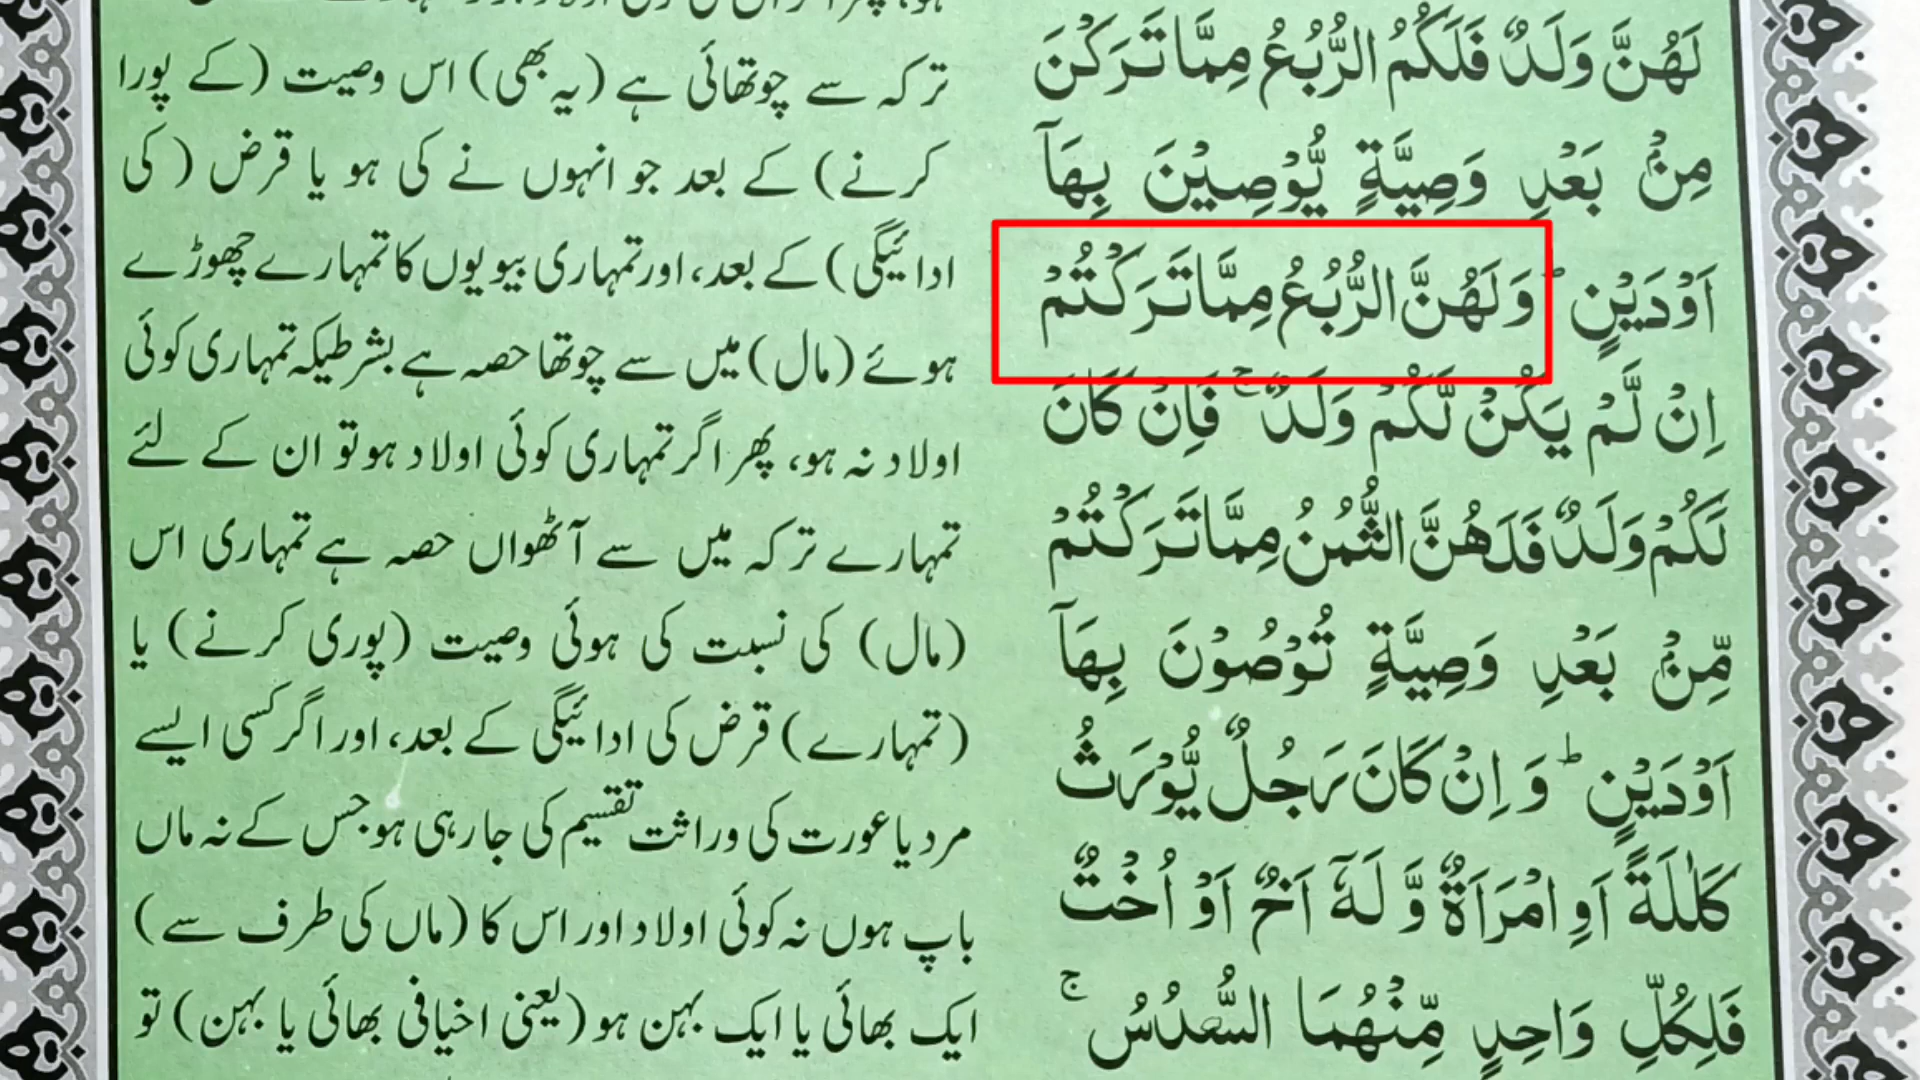 لَهُنَّ وَلَدٌ فَلَكُمُ الرُّبُعُ مِمَّا تَرَكْنَ
مِنْۢ بَعْدِ وَصِيَّةٍ يُّوْصِيْنَ بِهَآ
اَوْ دَيْنٍ ؕ وَلَهُنَّ الرُّبُعُ مِمَّا تَرَكْتُمْ
اِنْ لَّمْ يَكُنْ لَّكُمْ وَلَدٌ ۚ فَاِنْ كَانَ
لَكُمْ وَلَدٌ فَلَهُنَّ الثُّمُنُ مِمَّا تَرَكْتُمْ
مِّنْۢ بَعْدِ وَصِيَّةٍ تُوْصُوْنَ بِهَآ
اَوْ دَيْنٍ ؕ وَ اِنْ كَانَ رَجُلٌ يُّوْرَثُ
كَلٰلَةً اَوِ امْرَاَةٌ وَّ لَهٗۤ اَخٌ اَوْ اُخْتٌ
فَلِكُلِّ وَاحِدٍ مِّنْهُمَا السُّدُسُ ۚ
ترکہ سے چوتھائی ہے (یہ بھی) اس وصیت (کے پورا
کرنے) کے بعد جو انہوں نے کی ہو یا قرض (کی
ادائیگی) کے بعد، اور تمہاری بیویوں کا تمہارے چھوڑے
ہوئے (مال) میں سے چوتھا حصہ ہے بشرطیکہ تمہاری کوئی
اولاد نہ ہو، پھر اگر تمہاری کوئی اولاد ہو تو ان کے لئے
تمہارے ترکہ میں سے آٹھواں حصہ ہے تمہاری اس
(مال) کی نسبت کی ہوئی وصیت (پوری کرنے) یا
(تمہارے) قرض کی ادائیگی کے بعد، اور اگر کسی ایسے
مرد یا عورت کی وراثت تقسیم کی جا رہی ہو جس کے نہ ماں
باپ ہوں نہ کوئی اولاد اور اس کا (ماں کی طرف سے)
ایک بھائی یا ایک بہن ہو (یعنی اخیافی بھائی یا بہن) تو